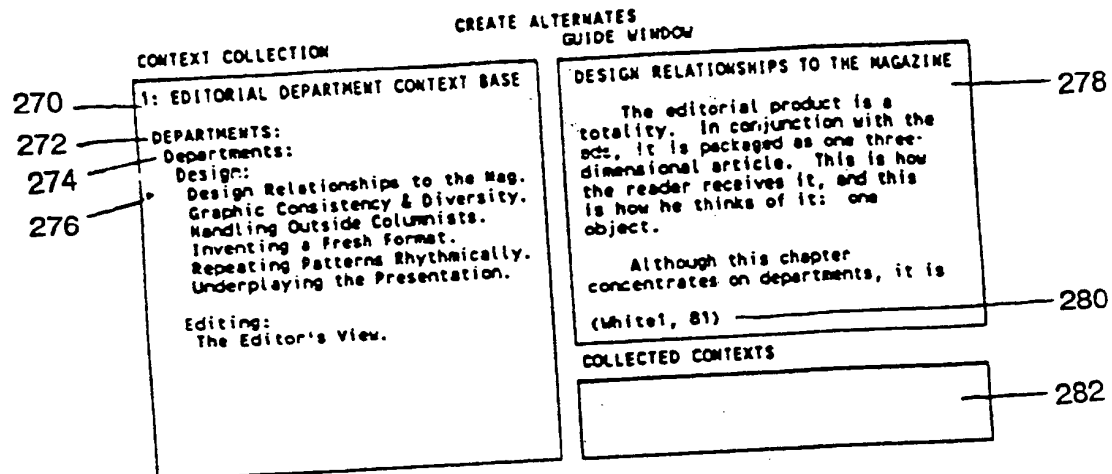 CREATE ALTERNATES
CONTEXT COLLECTION
GUIDE WINDOW
270
1: EDITORIAL DEPARTMENT CONTEXT BASE
272
DEPARTMENTS:
274
Departments:
Design:
276
Design Relationships to the Mag.
Graphic Consistency & Diversity.
Handling Outside Columnists.
Inventing a Fresh Format.
Repeating Patterns Rhythmically.
Underplaying the Presentation.
Editing:
The Editor's View.
DESIGN RELATIONSHIPS TO THE MAGAZINE
278
The editorial product is a
totality. In conjunction with the
ads, it is packaged as one three-
dimensional article. This is how
the reader receives it, and this
is how he thinks of it: one
object.
Although this chapter
concentrates on departments, it is
(White1, 81)
280
COLLECTED CONTEXTS
282